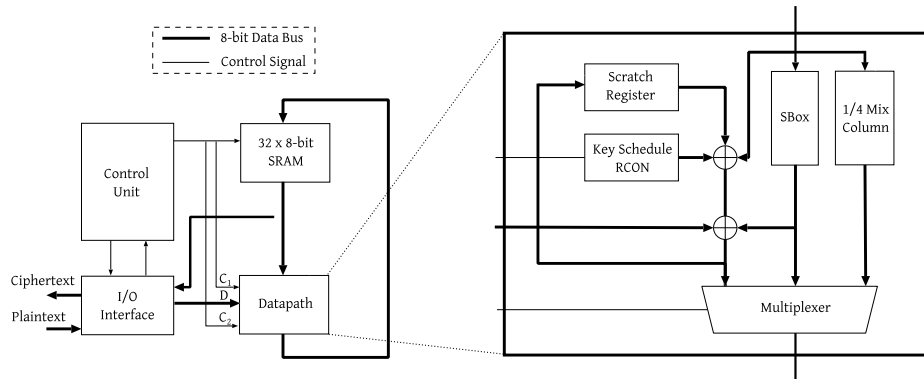 8-bit Data Bus
Control Signal
Control
Unit
32 x 8-bit
SRAM
Ciphertext
Plaintext
I/O
Interface
C1
D
C2
Datapath
Scratch
Register
Key Schedule
RCON
SBox
1/4 Mix
Column
Multiplexer